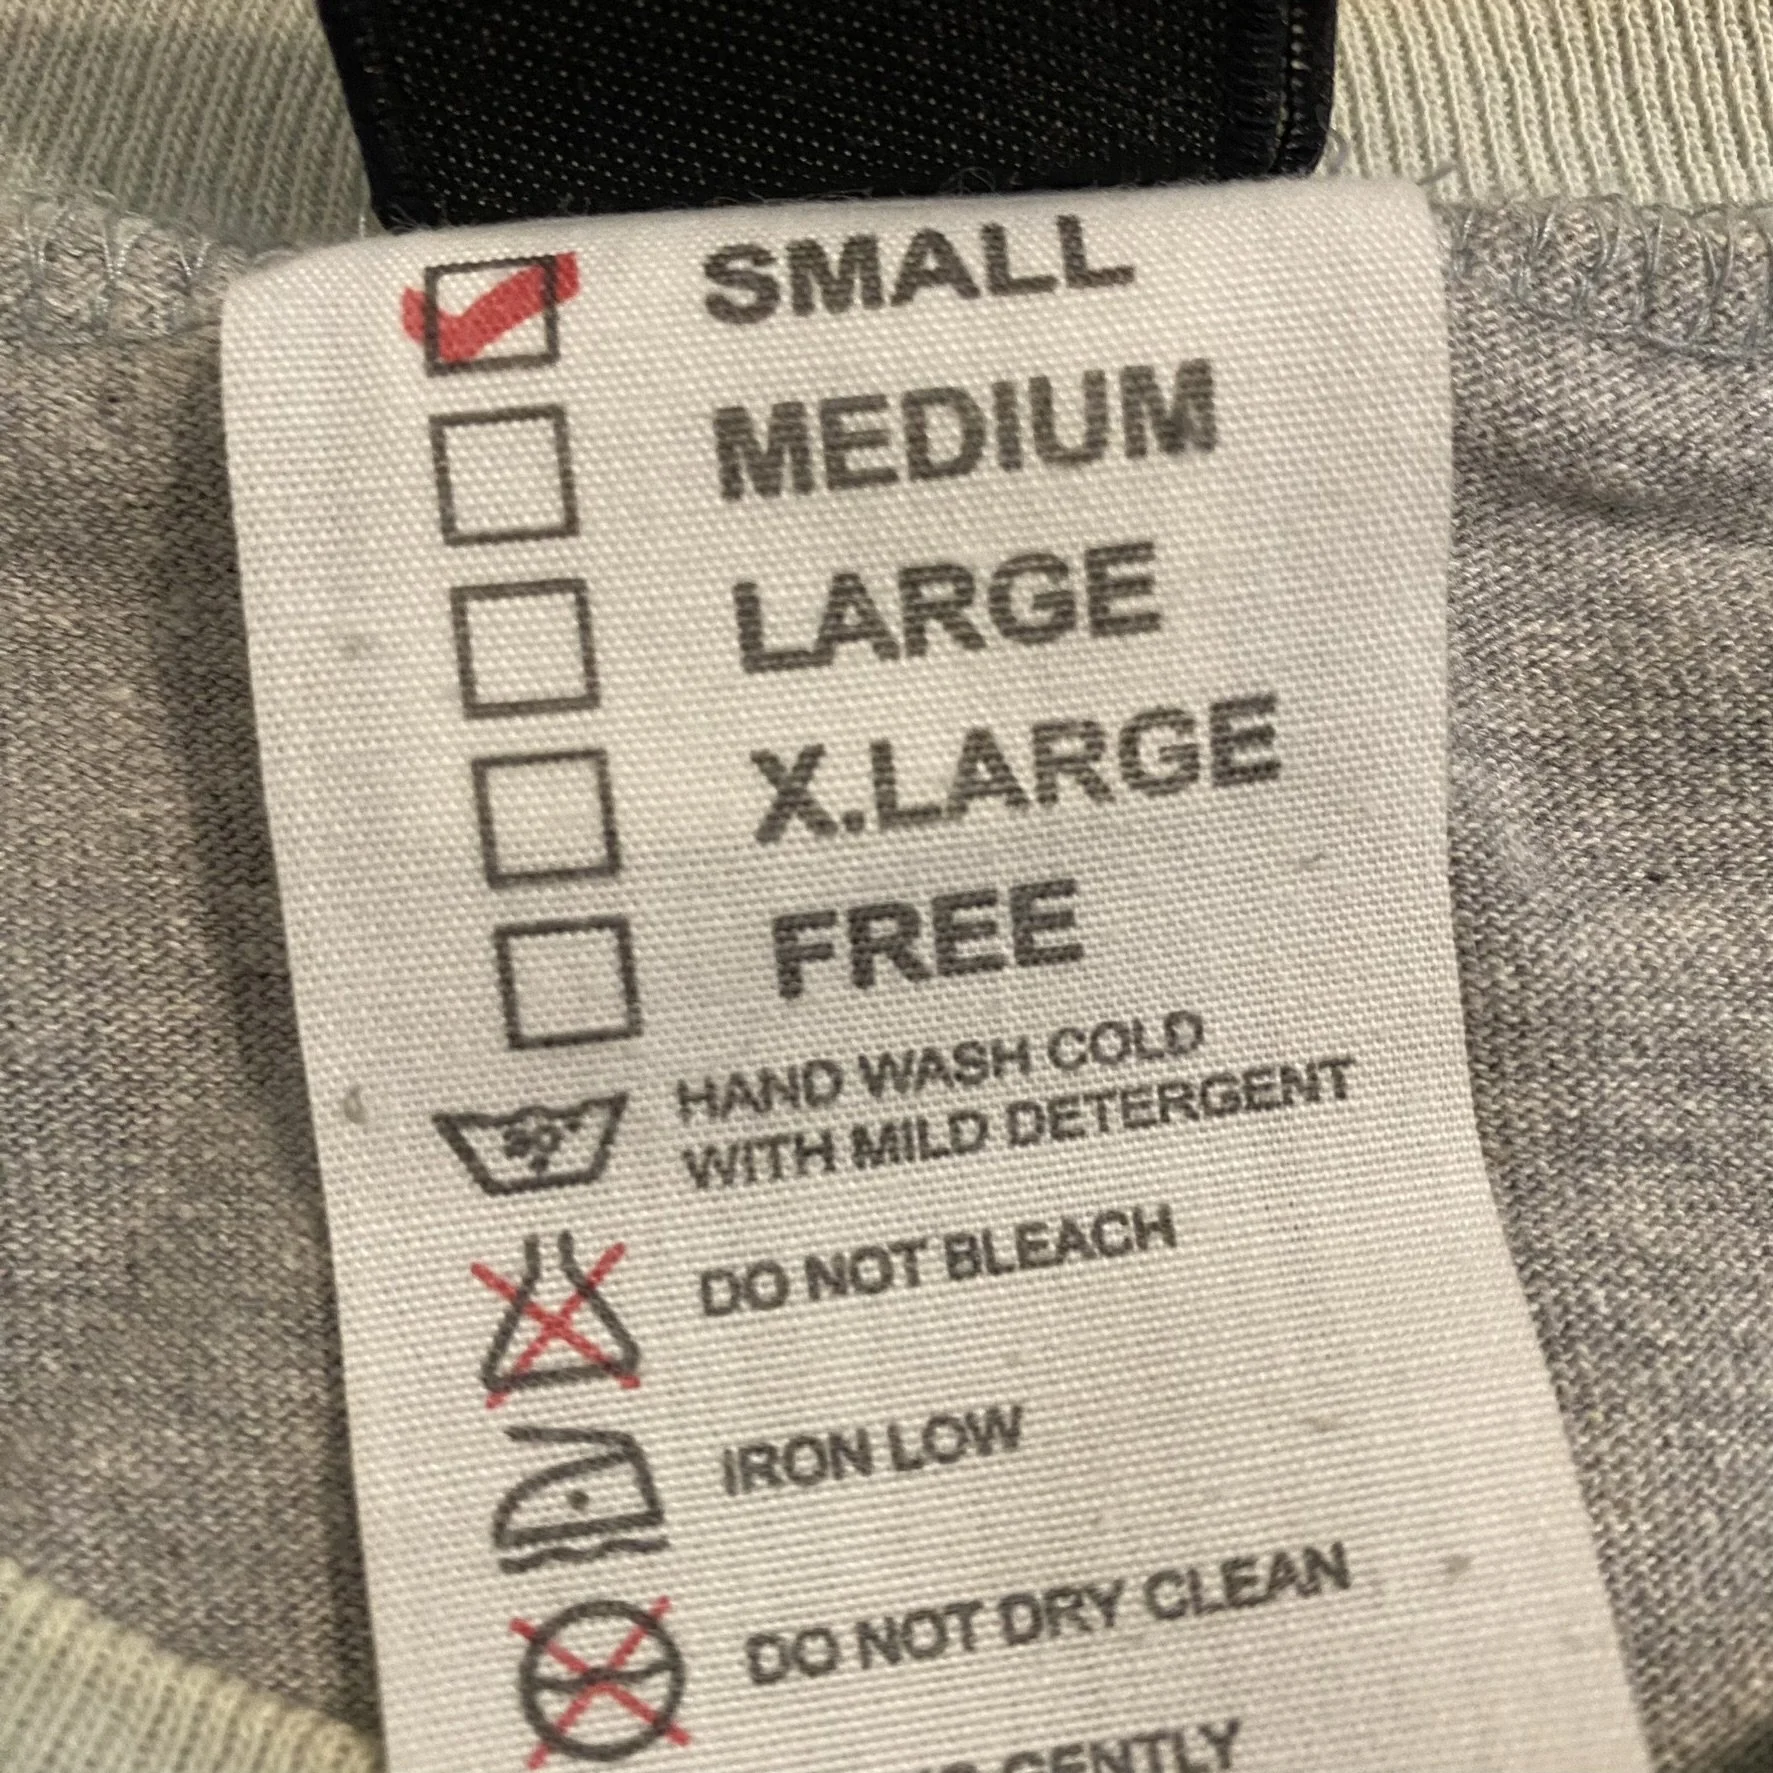 SMALL
MEDIUM
LARGE
X.LARGE
FREE
HAND WASH COLD
WITH MILD DETERGENT
DO NOT BLEACH
IRON LOW
DO NOT DRY CLEAN
GENTLY